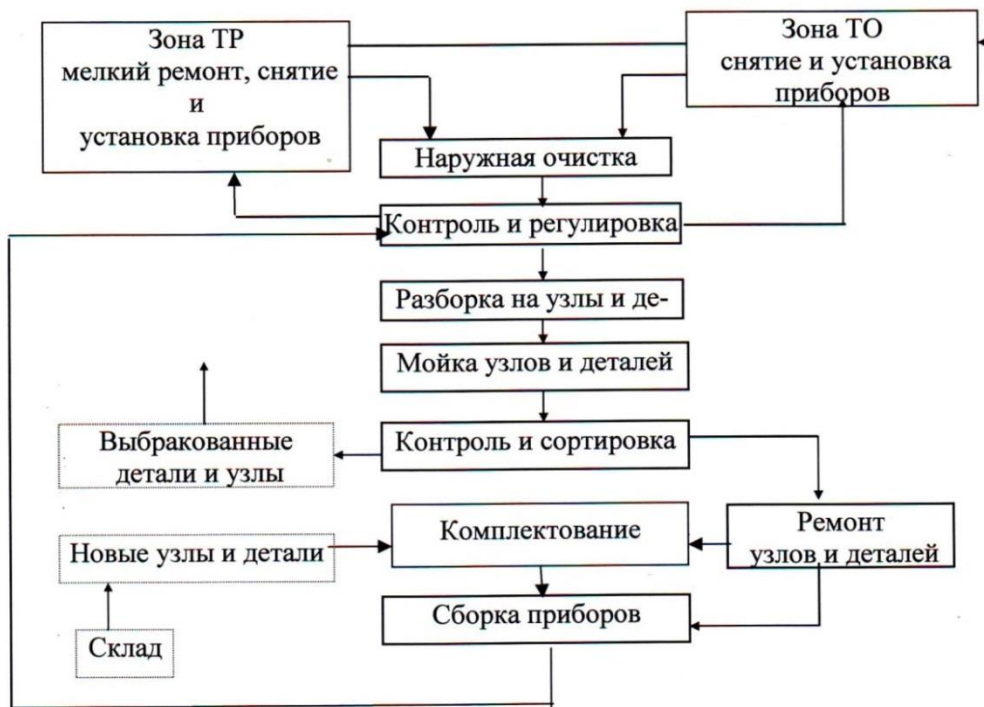 Зона ТР
мелкий ремонт, снятие
и
установка приборов
Зона ТО
снятие и установка
приборов
Наружная очистка
Контроль и регулировка
Разборка на узлы и де-
Мойка узлов и деталей
Контроль и сортировка
Выбракованные
детали и узлы
Комплектование
Ремонт
узлов и деталей
Новые узлы и детали
Сборка приборов
Склад